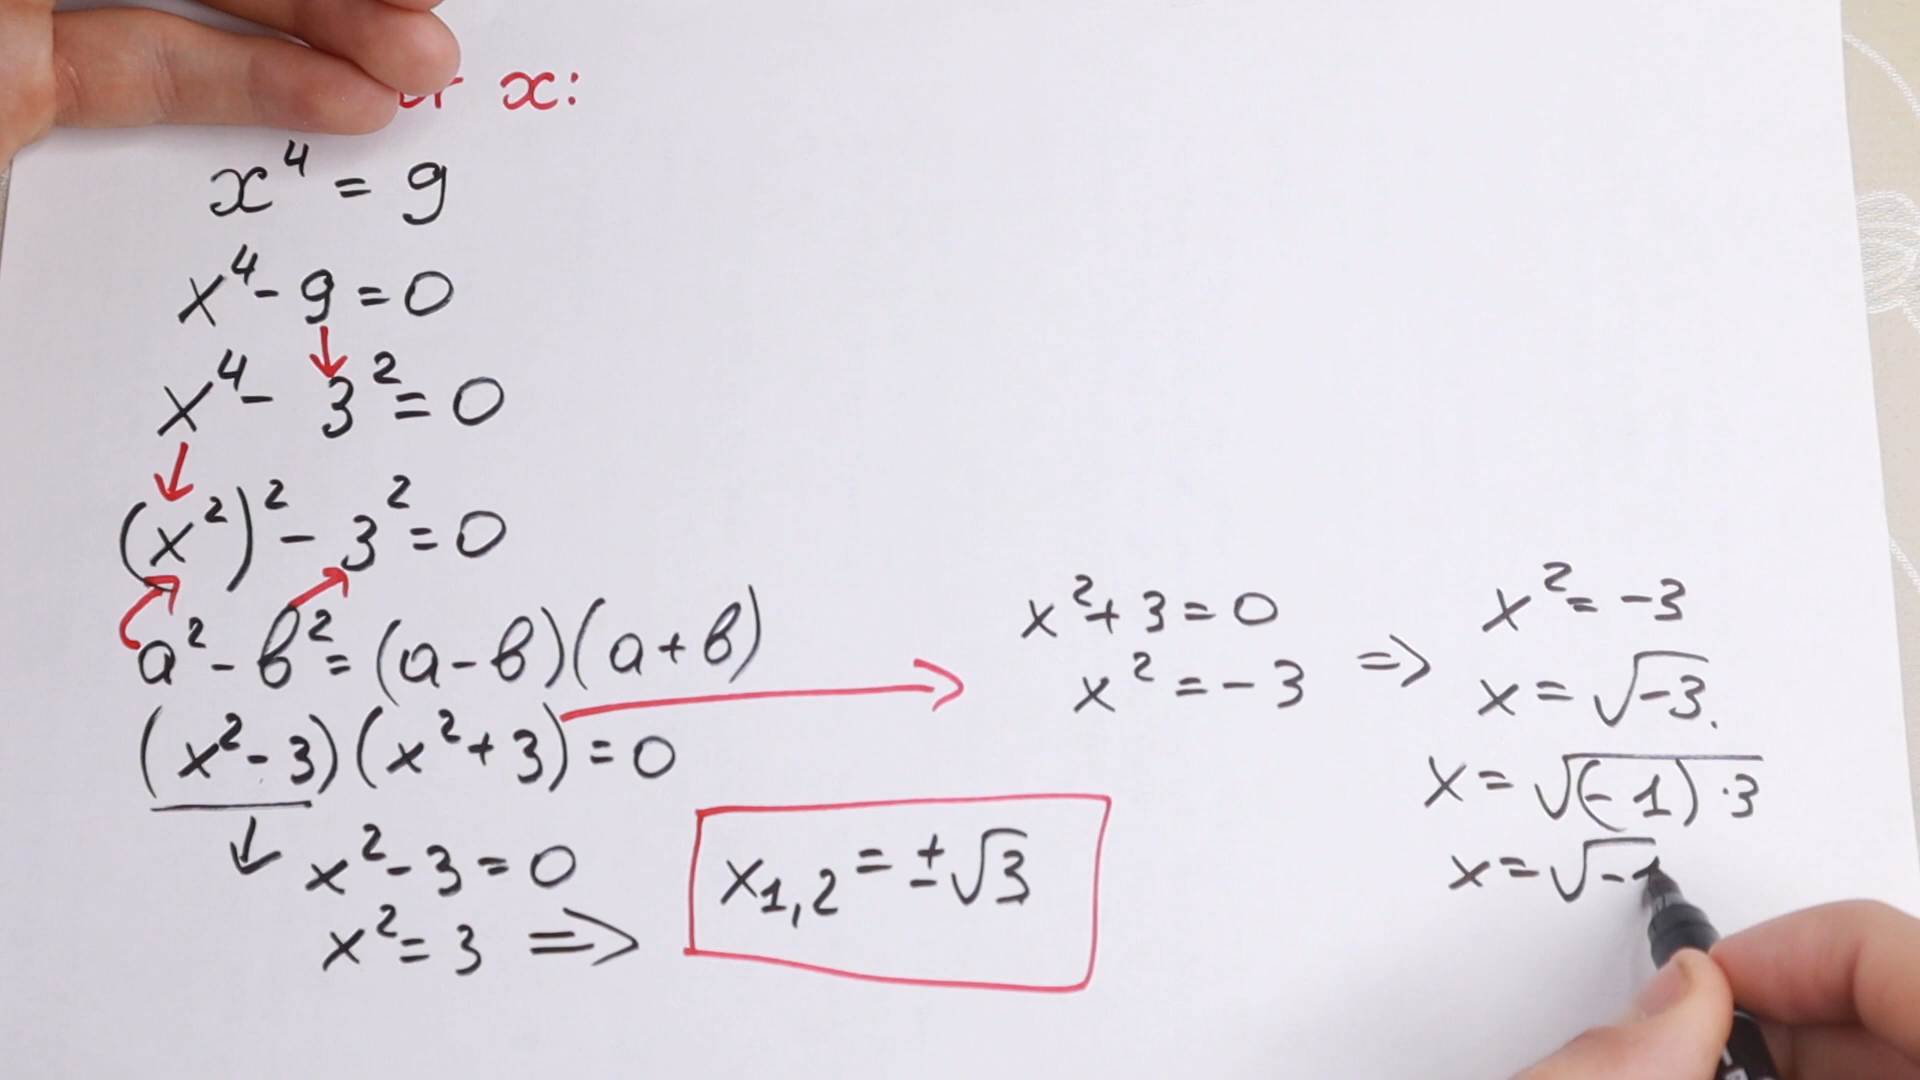 x:
x⁴ = 9
x⁴ - 9 = 0
x⁴ - 3² = 0
(x²)² - 3² = 0
a² - b² = (a - b)(a + b)
(x² - 3)(x² + 3) = 0
x² - 3 = 0
x² = 3 =>
x₁,₂ = ±√3
x² + 3 = 0
x² = -3 =>
x² = -3
x = √-3.
x = √(-1)·3
x = √-1